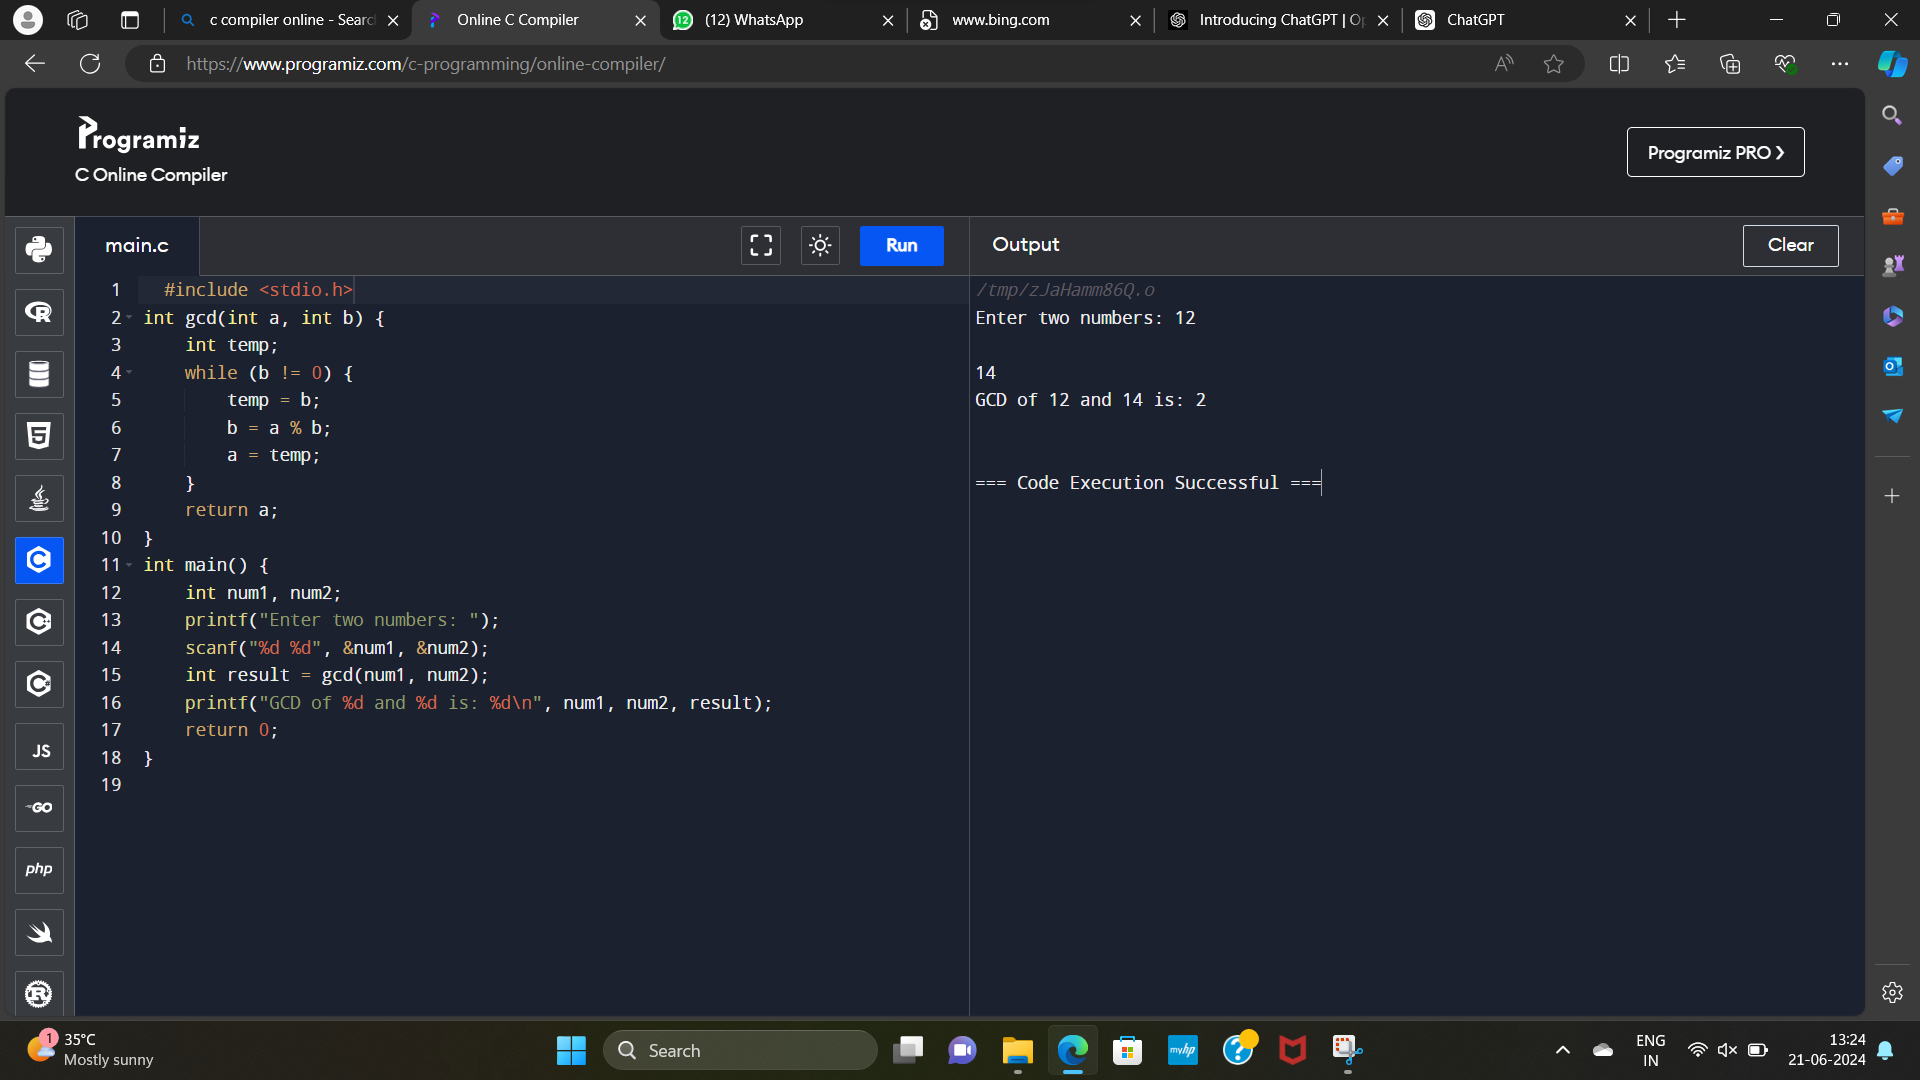 c compiler online - Searc
Online C Compiler
(12) WhatsApp
www.bing.com
Introducing ChatGPT | Op
ChatGPT
https://www.programiz.com/c-programming/online-compiler/
Programiz
C Online Compiler
Programiz PRO ❯
main.c
Run
Output
Clear
1 #include <stdio.h>
2 int gcd(int a, int b) {
3 int temp;
4 while (b != 0) {
5 temp = b;
6 b = a % b;
7 a = temp;
8 }
9 return a;
10 }
11 int main() {
12 int num1, num2;
13 printf("Enter two numbers: ");
14 scanf("%d %d", &num1, &num2);
15 int result = gcd(num1, num2);
16 printf("GCD of %d and %d is: %d\n", num1, num2, result);
17 return 0;
18 }
19
/tmp/zJaHamm86Q.o
Enter two numbers: 12
14
GCD of 12 and 14 is: 2
=== Code Execution Successful ===
JS
GO
php
1
35°C
Mostly sunny
Search
myhp
ENG
IN
13:24
21-06-2024